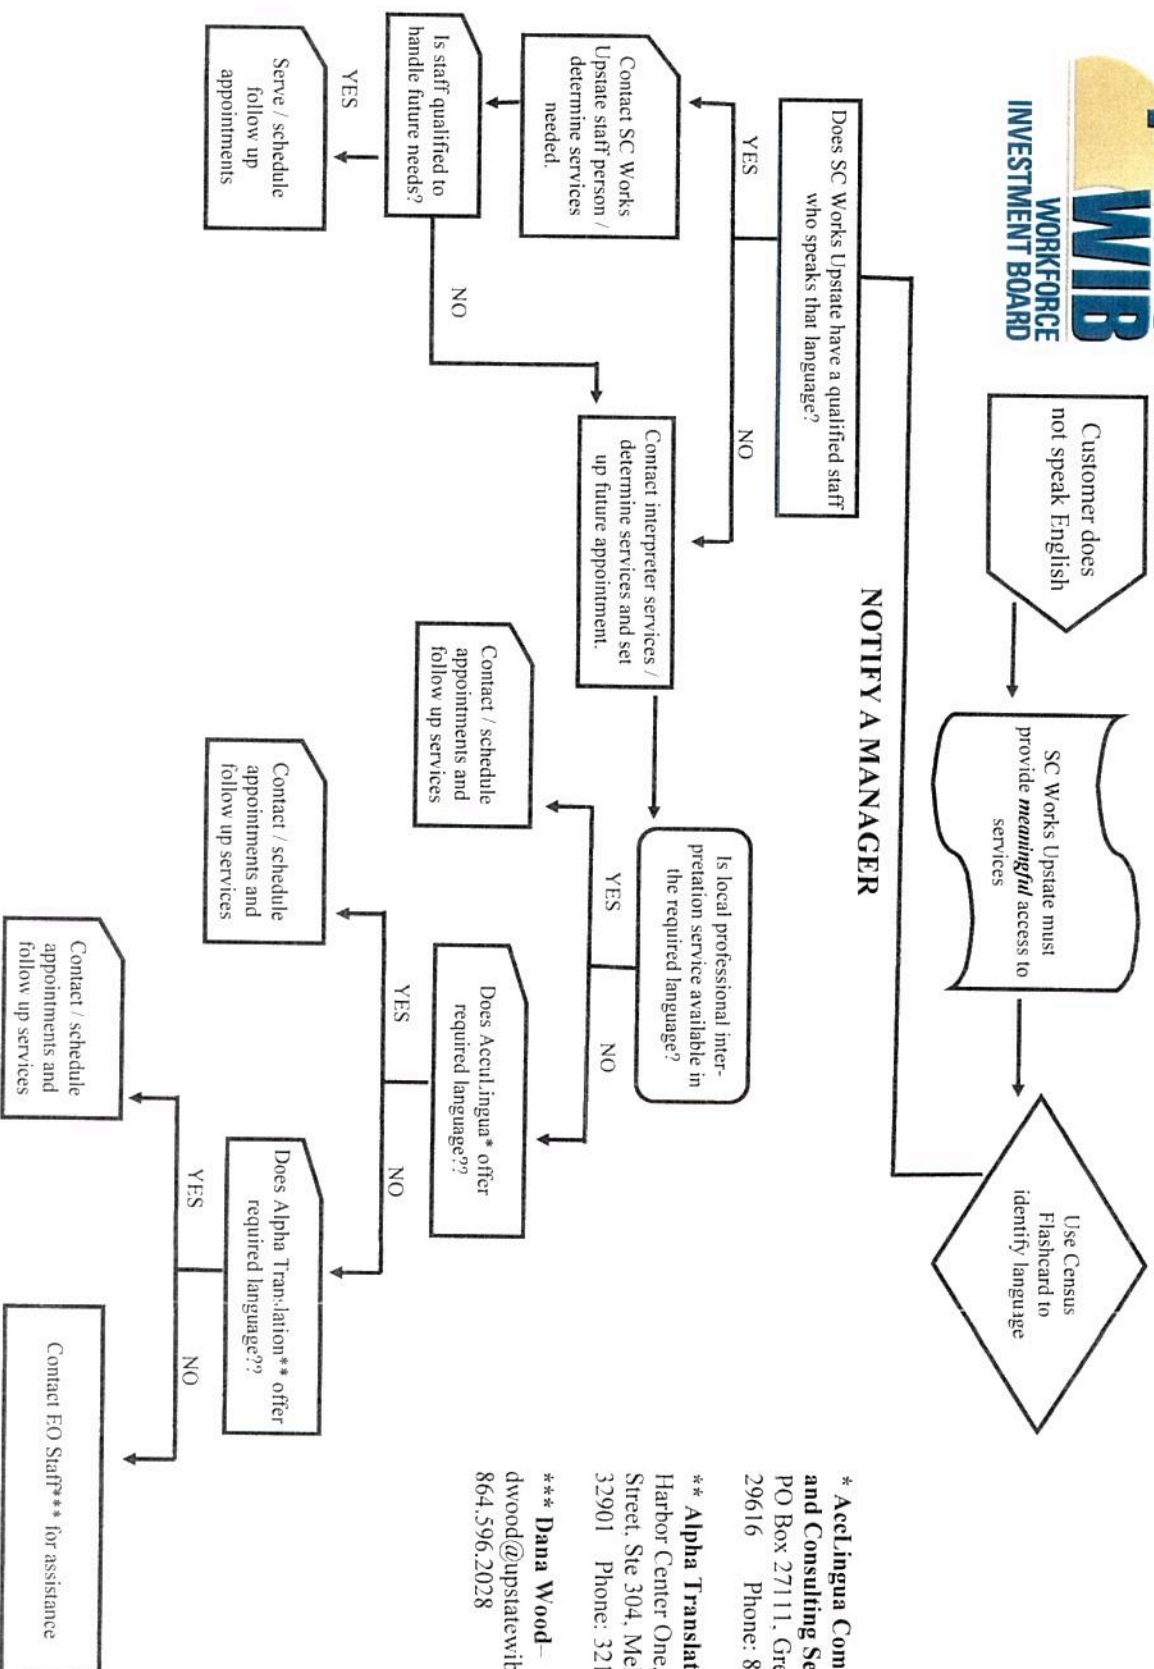 WIB
WORKFORCE
INVESTMENT BOARD
Customer does
not speak English
SC Works Upstate must
provide meaningful access to
services
Use Census
Flashcard to
identify language
NOTIFY A MANAGER
Does SC Works Upstate have a qualified staff
who speaks that language?
YES
NO
Contact SC Works
Upstate staff person /
determine services
needed.
Is staff qualified to
handle future needs?
YES
NO
Serve / schedule
follow up
appointments
Contact interpreter services /
determine services and set
up future appointment.
Is local professional inter-
pretation service available in
the required language?
YES
NO
Contact / schedule
appointments and
follow up services
Does AccuLingua* offer
required language??
YES
NO
Contact / schedule
appointments and
follow up services
Does Alpha Translation** offer
required language??
YES
NO
Contact / schedule
appointments and
follow up services
Contact EO Staff*** for assistance
* AccLingua Com
and Consulting Se
PO Box 27111, Gre
29616 Phone: 8
** Alpha Translat
Harbor Center One,
Street, Ste 304, Me
32901 Phone: 321
*** Dana Wood–
dwood@upstatewib
864.596.2028